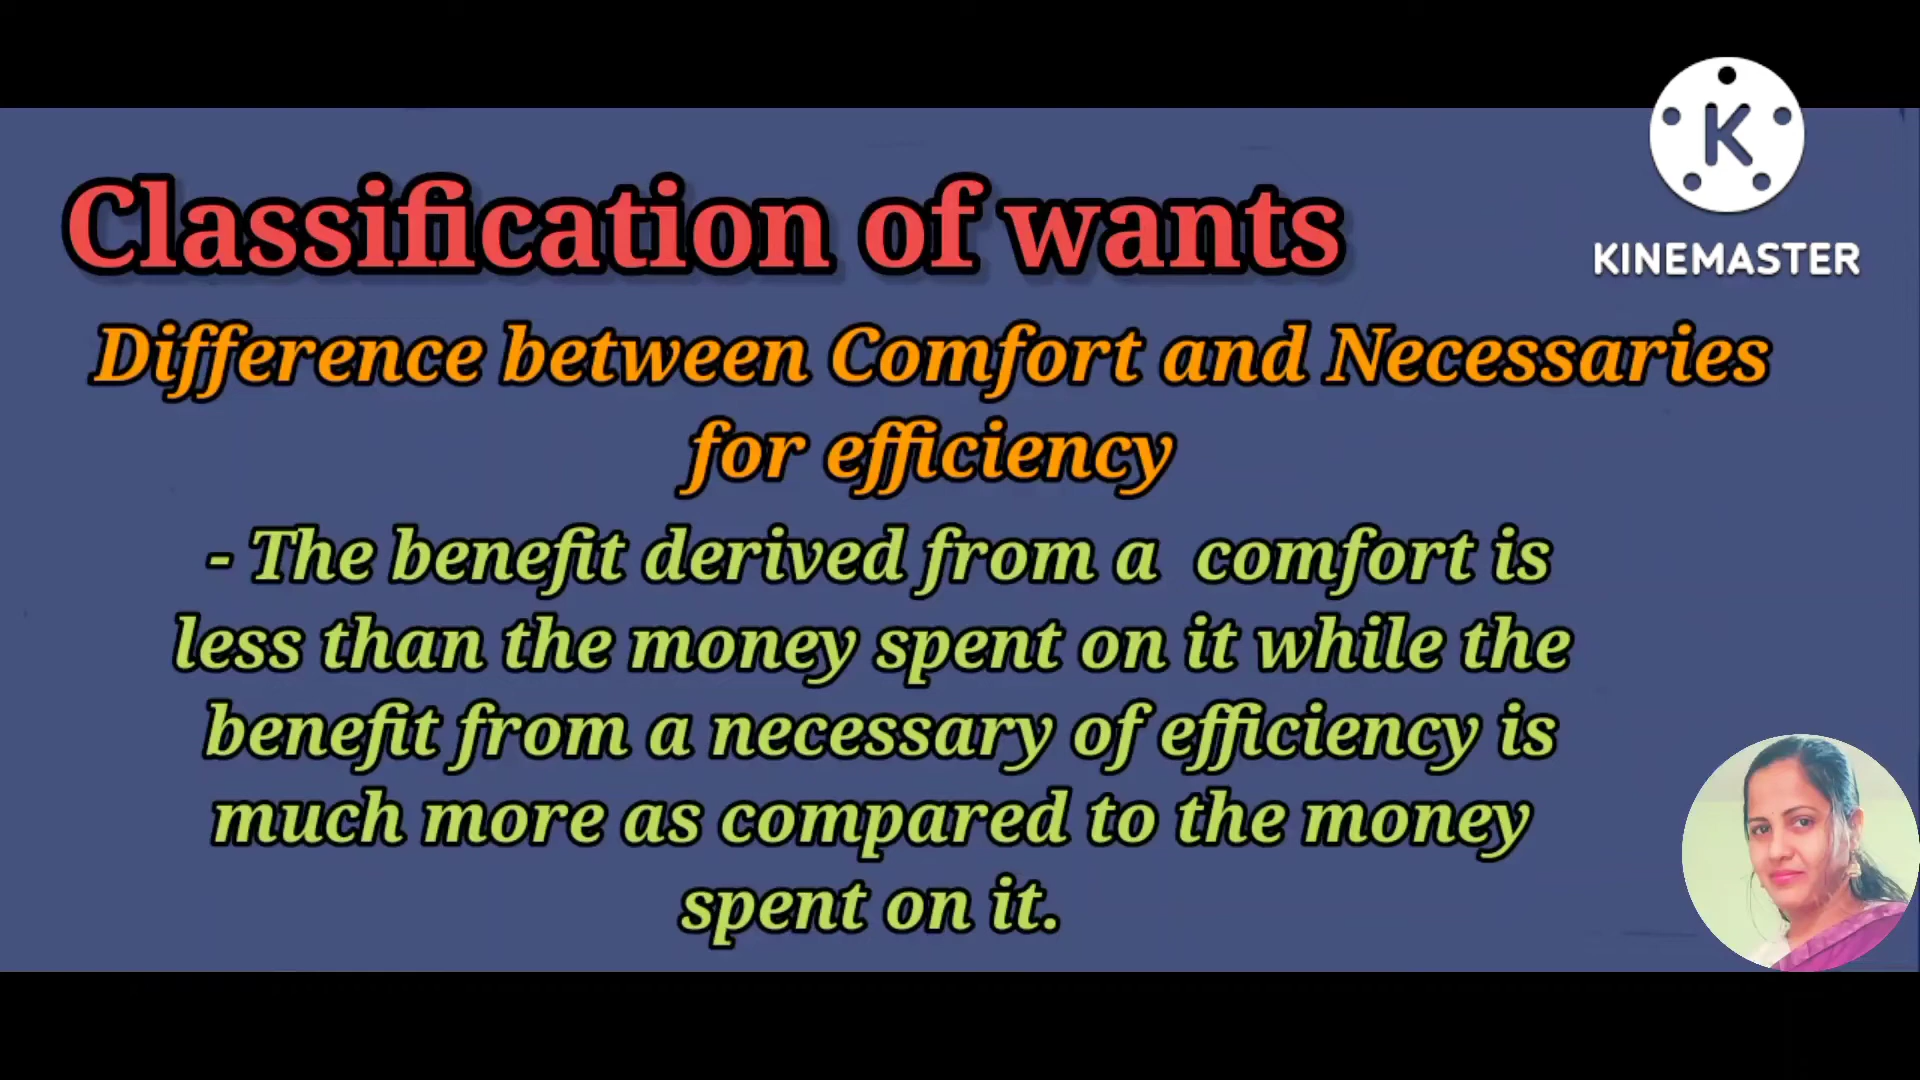 K
KINEMASTER
Classification of wants
Difference between Comfort and Necessaries
for efficiency
- The benefit derived from a comfort is
less than the money spent on it while the
benefit from a necessary of efficiency is
much more as compared to the money
spent on it.